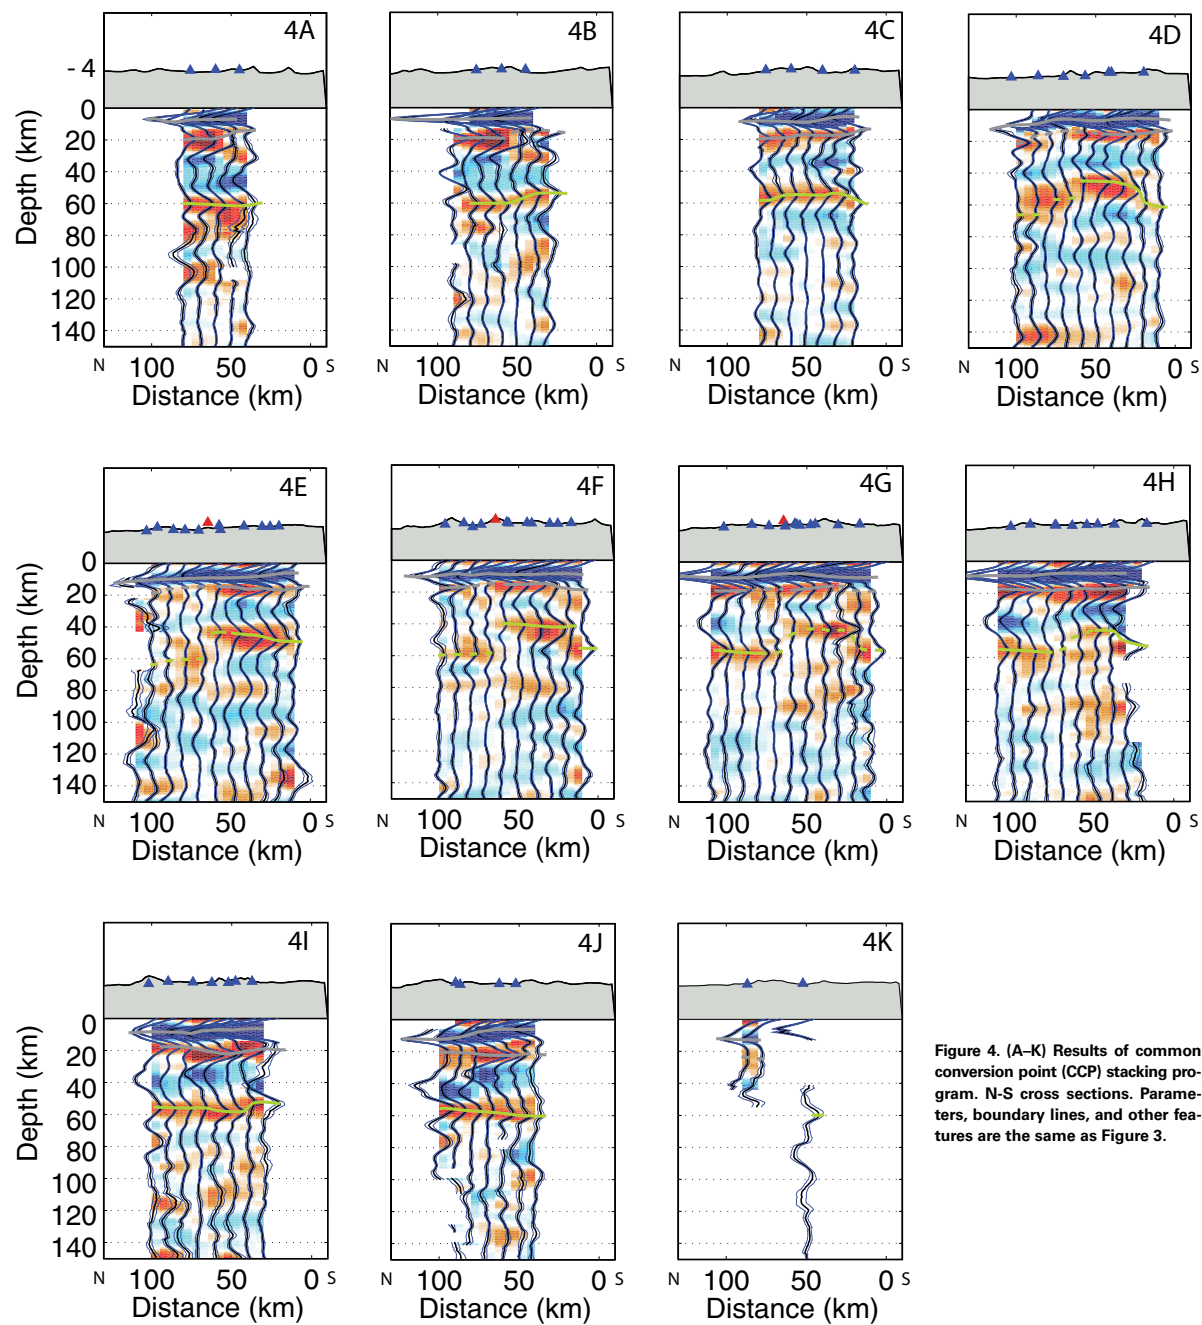 4A
4B
4C
4D
- 4
0
20
40
60
80
100
120
140
Depth (km)
N 100 50 0 S
N 100 50 0 S
N 100 50 0 S
N 100 50 0 S
Distance (km)
Distance (km)
Distance (km)
Distance (km)
4E
4F
4G
4H
0
20
40
60
80
100
120
140
Depth (km)
N 100 50 0 S
N 100 50 0 S
N 100 50 0 S
N 100 50 0 S
Distance (km)
Distance (km)
Distance (km)
Distance (km)
4I
4J
4K
0
20
40
60
80
100
120
140
Depth (km)
N 100 50 0 S
N 100 50 0 S
N 100 50 0 S
Distance (km)
Distance (km)
Distance (km)
Figure 4. (A–K) Results of common
conversion point (CCP) stacking pro-
gram. N-S cross sections. Parame-
ters, boundary lines, and other fea-
tures are the same as Figure 3.